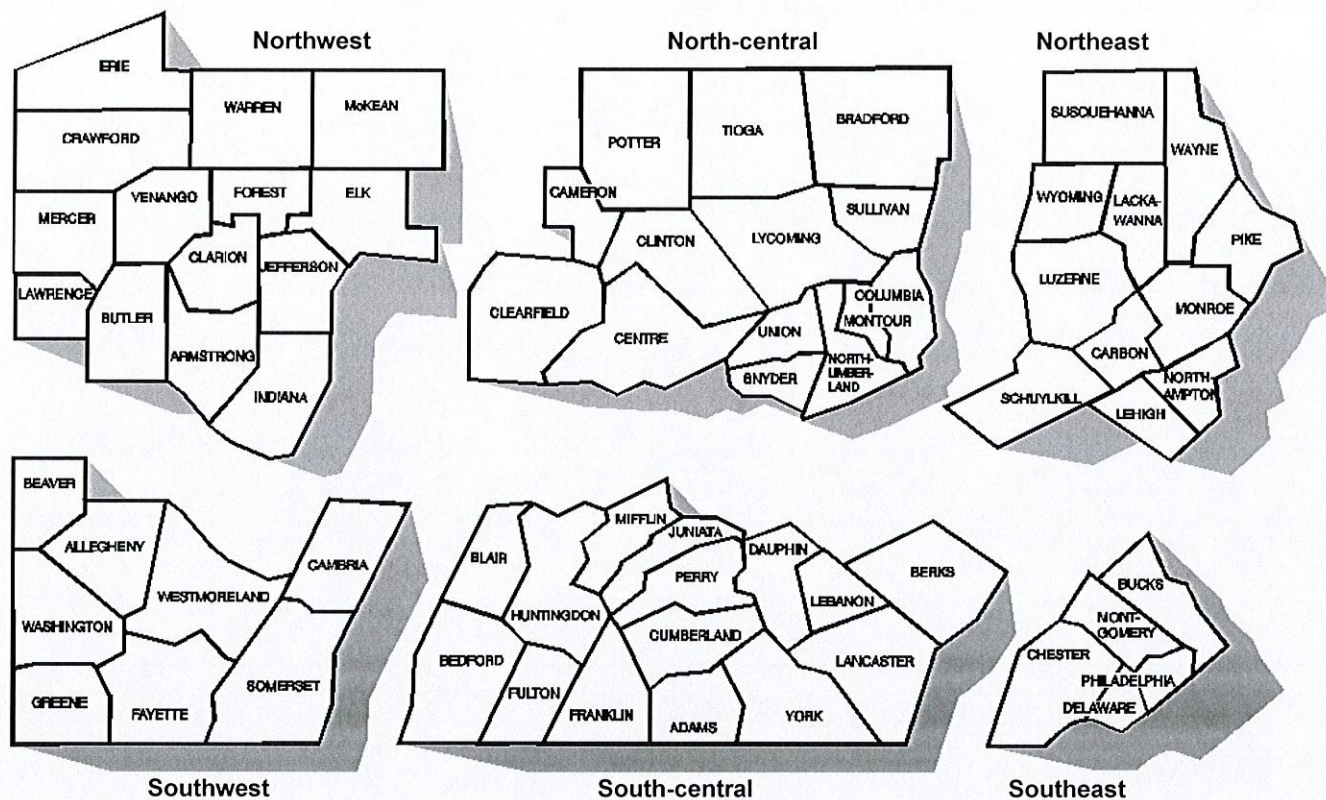 Northwest
ERIE
WARREN
McKEAN
CRAWFORD
VENANGO
FOREST
ELK
MERCER
CLARION
JEFFERSON
LAWRENCE
BUTLER
ARMSTRONG
INDIANA
North-central
POTTER
TIOGA
BRADFORD
CAMERON
SULLIVAN
CLINTON
LYCOMING
CLEARFIELD
COLUMBIA
MONTOUR
UNION
CENTRE
SNYDER
NORTH-
UMBER-
LAND
Northeast
SUSQUEHANNA
WAYNE
WYOMING
LACKA-
WANNA
PIKE
LUZERNE
MONROE
CARBON
NORTH-
AMPTON
SCHUYLKILL
LEHIGH
BEAVER
ALLEGHENY
CAMBRIA
WESTMORELAND
WASHINGTON
SOMERSET
GREENE
FAYETTE
Southwest
MIFFLIN
JUNIATA
DAUPHIN
BLAIR
PERRY
BERKS
LEBANON
HUNTINGDON
CUMBERLAND
BEDFORD
LANCASTER
FULTON
FRANKLIN
ADAMS
YORK
South-central
BUCKS
MONT-
GOMERY
CHESTER
PHILADELPHIA
DELAWARE
Southeast